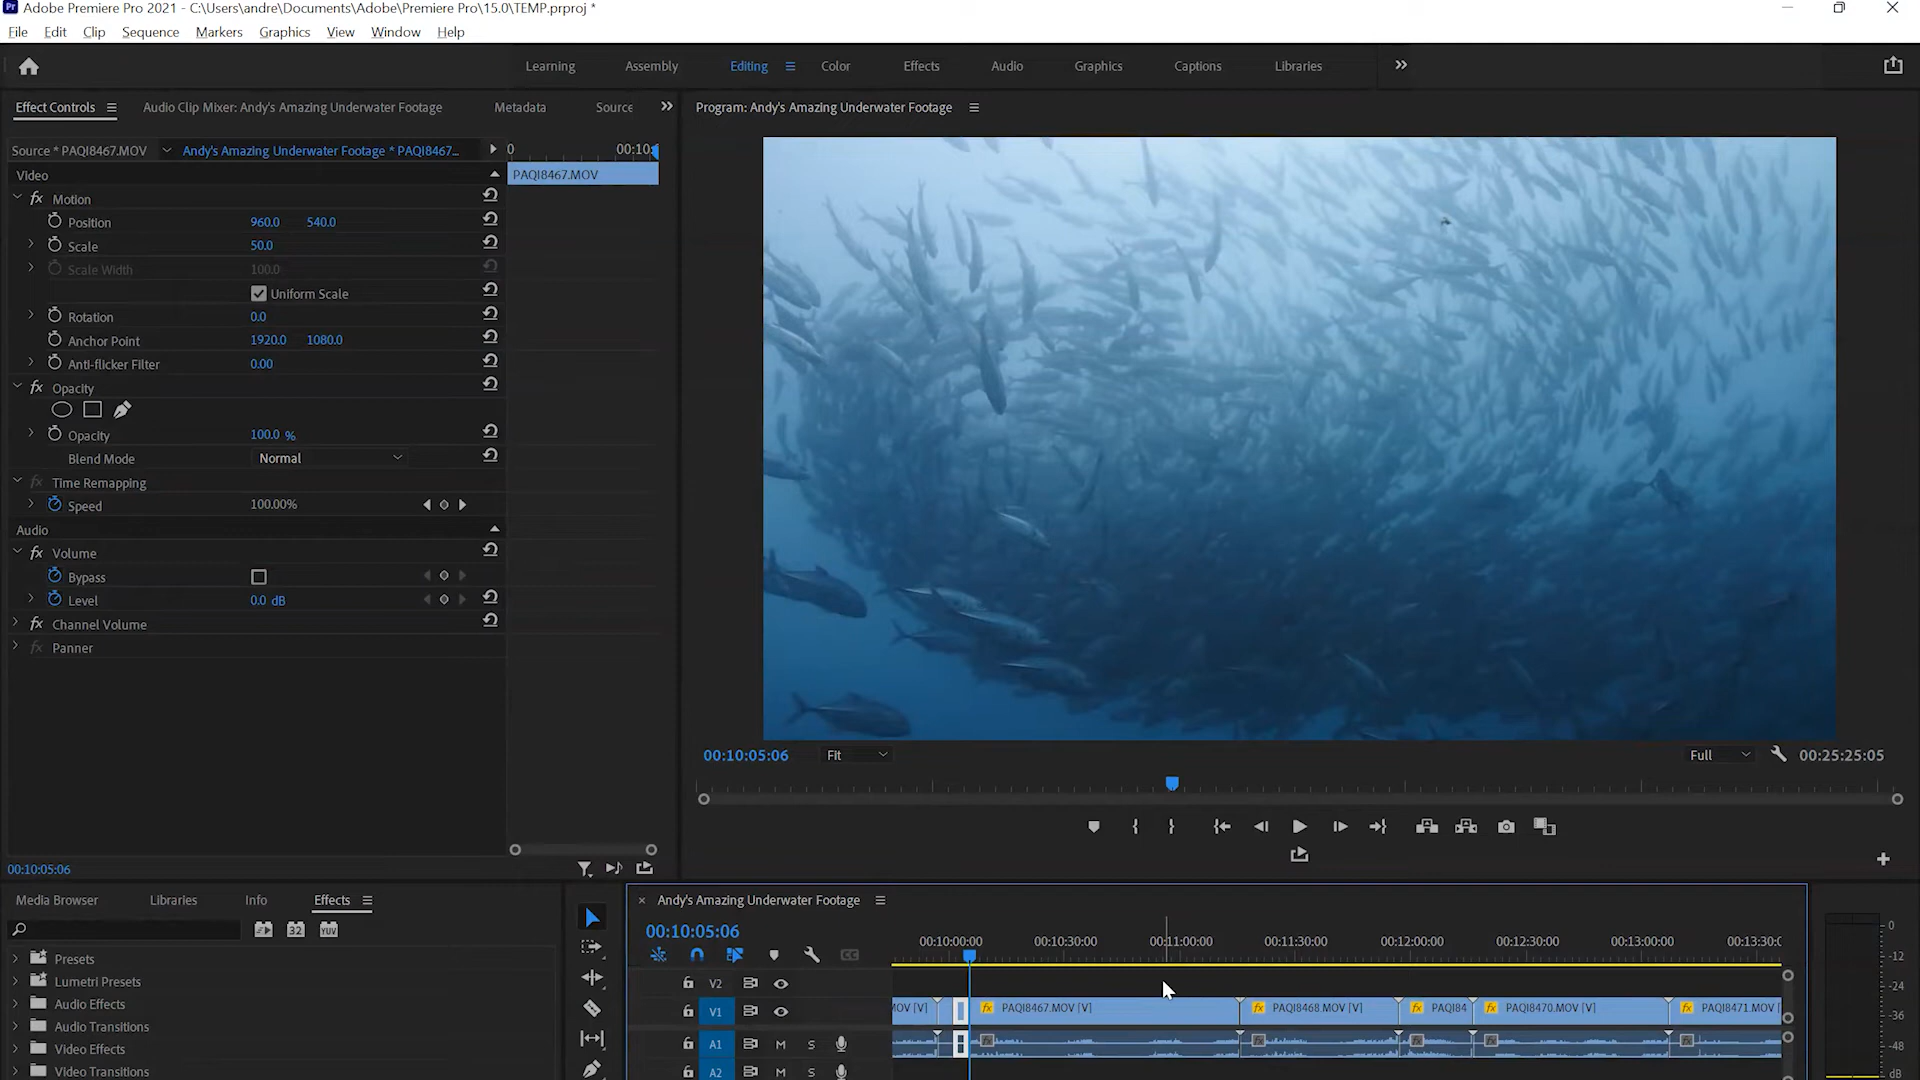 Adobe Premiere Pro 2021 - C:\Users\andre\Documents\Adobe\Premiere Pro\15.0\TEMP.prproj *
File Edit Clip Sequence Markers Graphics View Window Help
Learning Assembly Editing Color Effects Audio Graphics Captions Libraries
Effect Controls Audio Clip Mixer: Andy's Amazing Underwater Footage Metadata Source
Program: Andy's Amazing Underwater Footage
Source * PAQI8467.MOV Andy's Amazing Underwater Footage * PAQI8467... 0 00:10:
Video PAQI8467.MOV
fx Motion
Position 960.0 540.0
Scale 50.0
Scale Width 100.0
Uniform Scale
Rotation 0.0
Anchor Point 1920.0 1080.0
Anti-flicker Filter 0.00
fx Opacity
Opacity 100.0 %
Blend Mode Normal
fx Time Remapping
Speed 100.00%
Audio
fx Volume
Bypass
Level 0.0 dB
fx Channel Volume
fx Panner
00:10:05:06 Fit Full 00:25:25:05
00:10:05:06
Media Browser Libraries Info Effects
32 YUV
Presets
Lumetri Presets
Audio Effects
Audio Transitions
Video Effects
Video Transitions
Andy's Amazing Underwater Footage
00:10:05:06
00:10:00:00 00:10:30:00 00:11:00:00 00:11:30:00 00:12:00:00 00:12:30:00 00:13:00:00 00:13:30:0
V2
V1 MOV [V] fx PAQI8467.MOV [V] fx PAQI8468.MOV [V] fx PAQI84 fx PAQI8470.MOV [V] fx PAQI8471.MOV [
A1 M S fx fx fx fx fx
A2 M S
0
-12
-24
-36
-48
dB